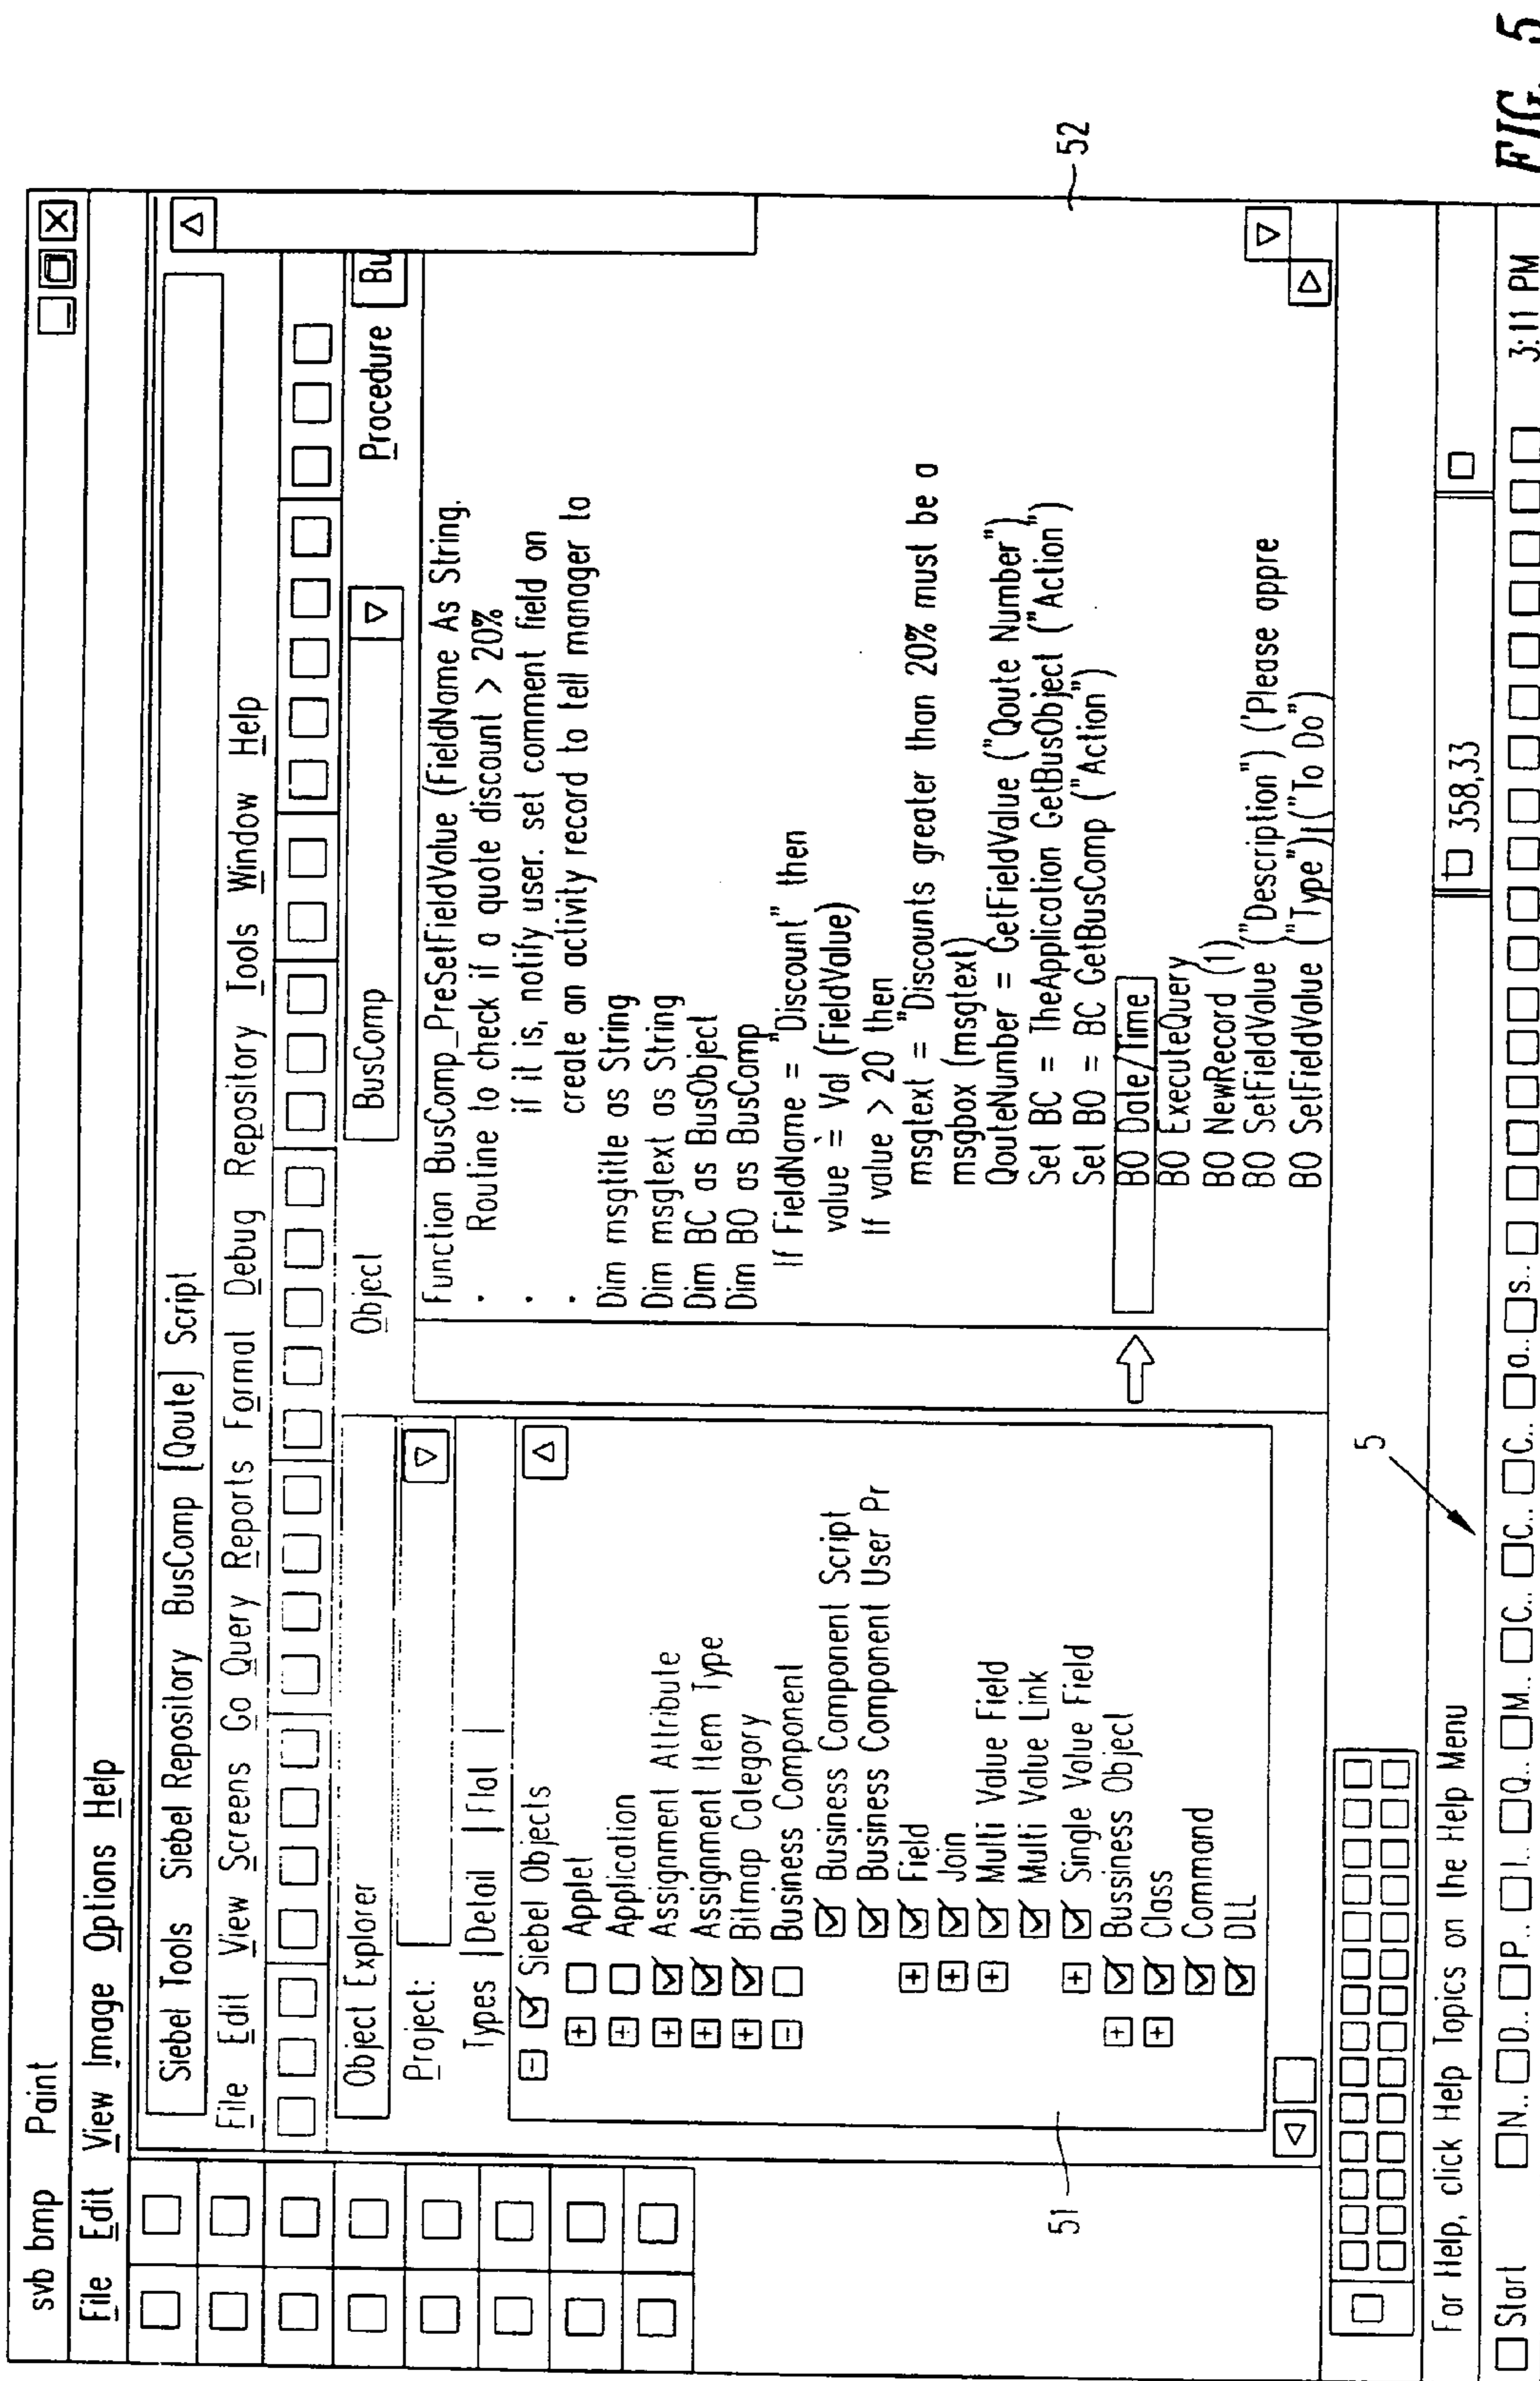 svb bmp Paint
File Edit View Image Options Help
Siebel Tools Siebel Repository Siebel Repository BusComp [Qoute] Script
File Edit View Screens Go Query Reports Format Debug Repository Tools Window Help
Object Explorer
Project:
Types Detail Flat
Siebel Objects
Applet
Application
Assignment Attribute
Assignment Item Type
Bitmap Category
Business Component
Business Component Script
Business Component User Pr
Field
Join
Multi Value Field
Multi Value Link
Single Value Field
Bussiness Object
Class
Command
DLL
51
Object BusComp Procedure Bu
Function BusComp_PreSetFieldValue (FieldName As String.
Routine to check if a quote discount > 20%
if it is, notify user. set comment field on
create an activity record to tell manager to
Dim msgtitle as String
Dim msgtext as String
Dim BC as BusObject
Dim BO as BusComp
If FieldName = "Discount" then
value = Val (FieldValue)
If value > 20 then
msgtext = "Discounts greater than 20% must be a
msgbox (msgtext)
QouteNumber = GetFieldValue ("Qoute Number")
Set BC = TheApplication GetBusObject ("Action")
Set BO = BC GetBusComp ("Action")
BO Date/Time
BO ExecuteQuery
BO NewRecord (1)
BO SetFieldValue ("Description") ('Please appre
BO SetFieldValue ("Type") ("To Do")
52
5
For Help, click Help Topics on the Help Menu
358,33
Start N.. D.. P.. I.. Q.. M.. C.. C.. C.. a.. s.. 3:11 PM
FIG. 5